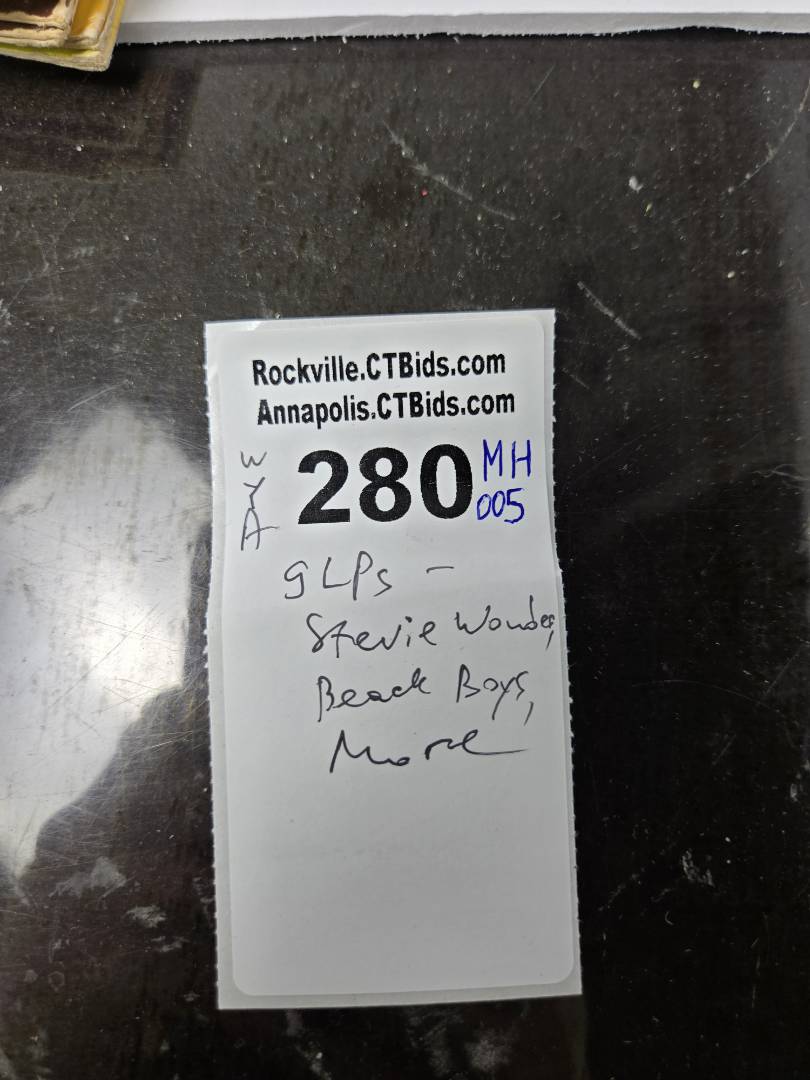 Rockville.CTBids.com
Annapolis.CTBids.com
280
MH
005
9 LPs -
Stevie Wonder,
Beach Boys,
More